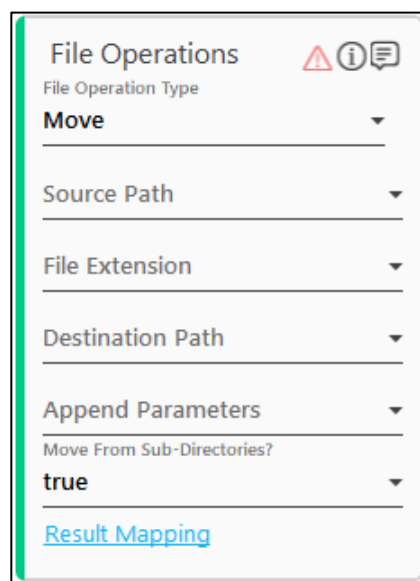 File Operations
File Operation Type
Move
Source Path
File Extension
Destination Path
Append Parameters
Move From Sub-Directories?
true
Result Mapping